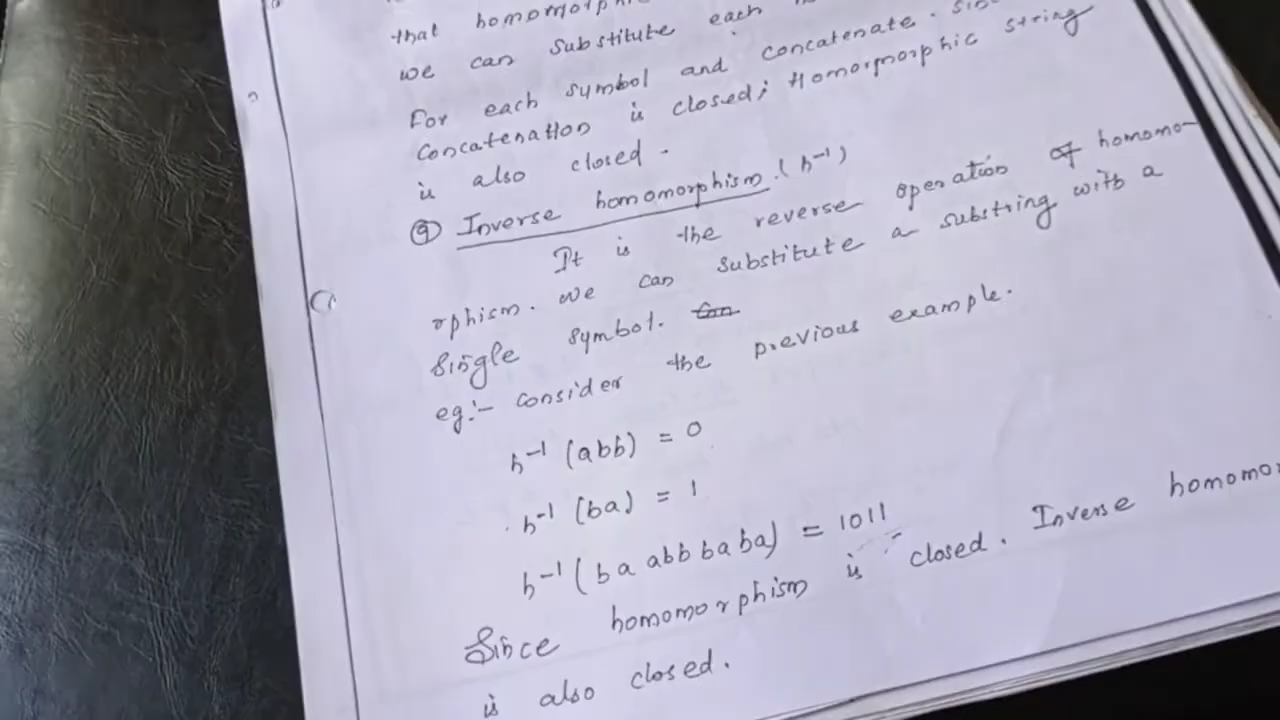 that
we can substitute each
For each symbol and concatenate.
concatenation is closed; Homormorphic string
is also closed.
⑨ Inverse homomorphism. (h⁻¹)
It is the reverse operation of homomo-
rphism. we can substitute a substring with a
single symbol.
eg:- consider the previous example.
h⁻¹ (abb) = 0
h⁻¹ (ba) = 1
h⁻¹ (ba abb ba ba) = 1011
Since homomorphism is closed. Inverse homomo
is also closed.